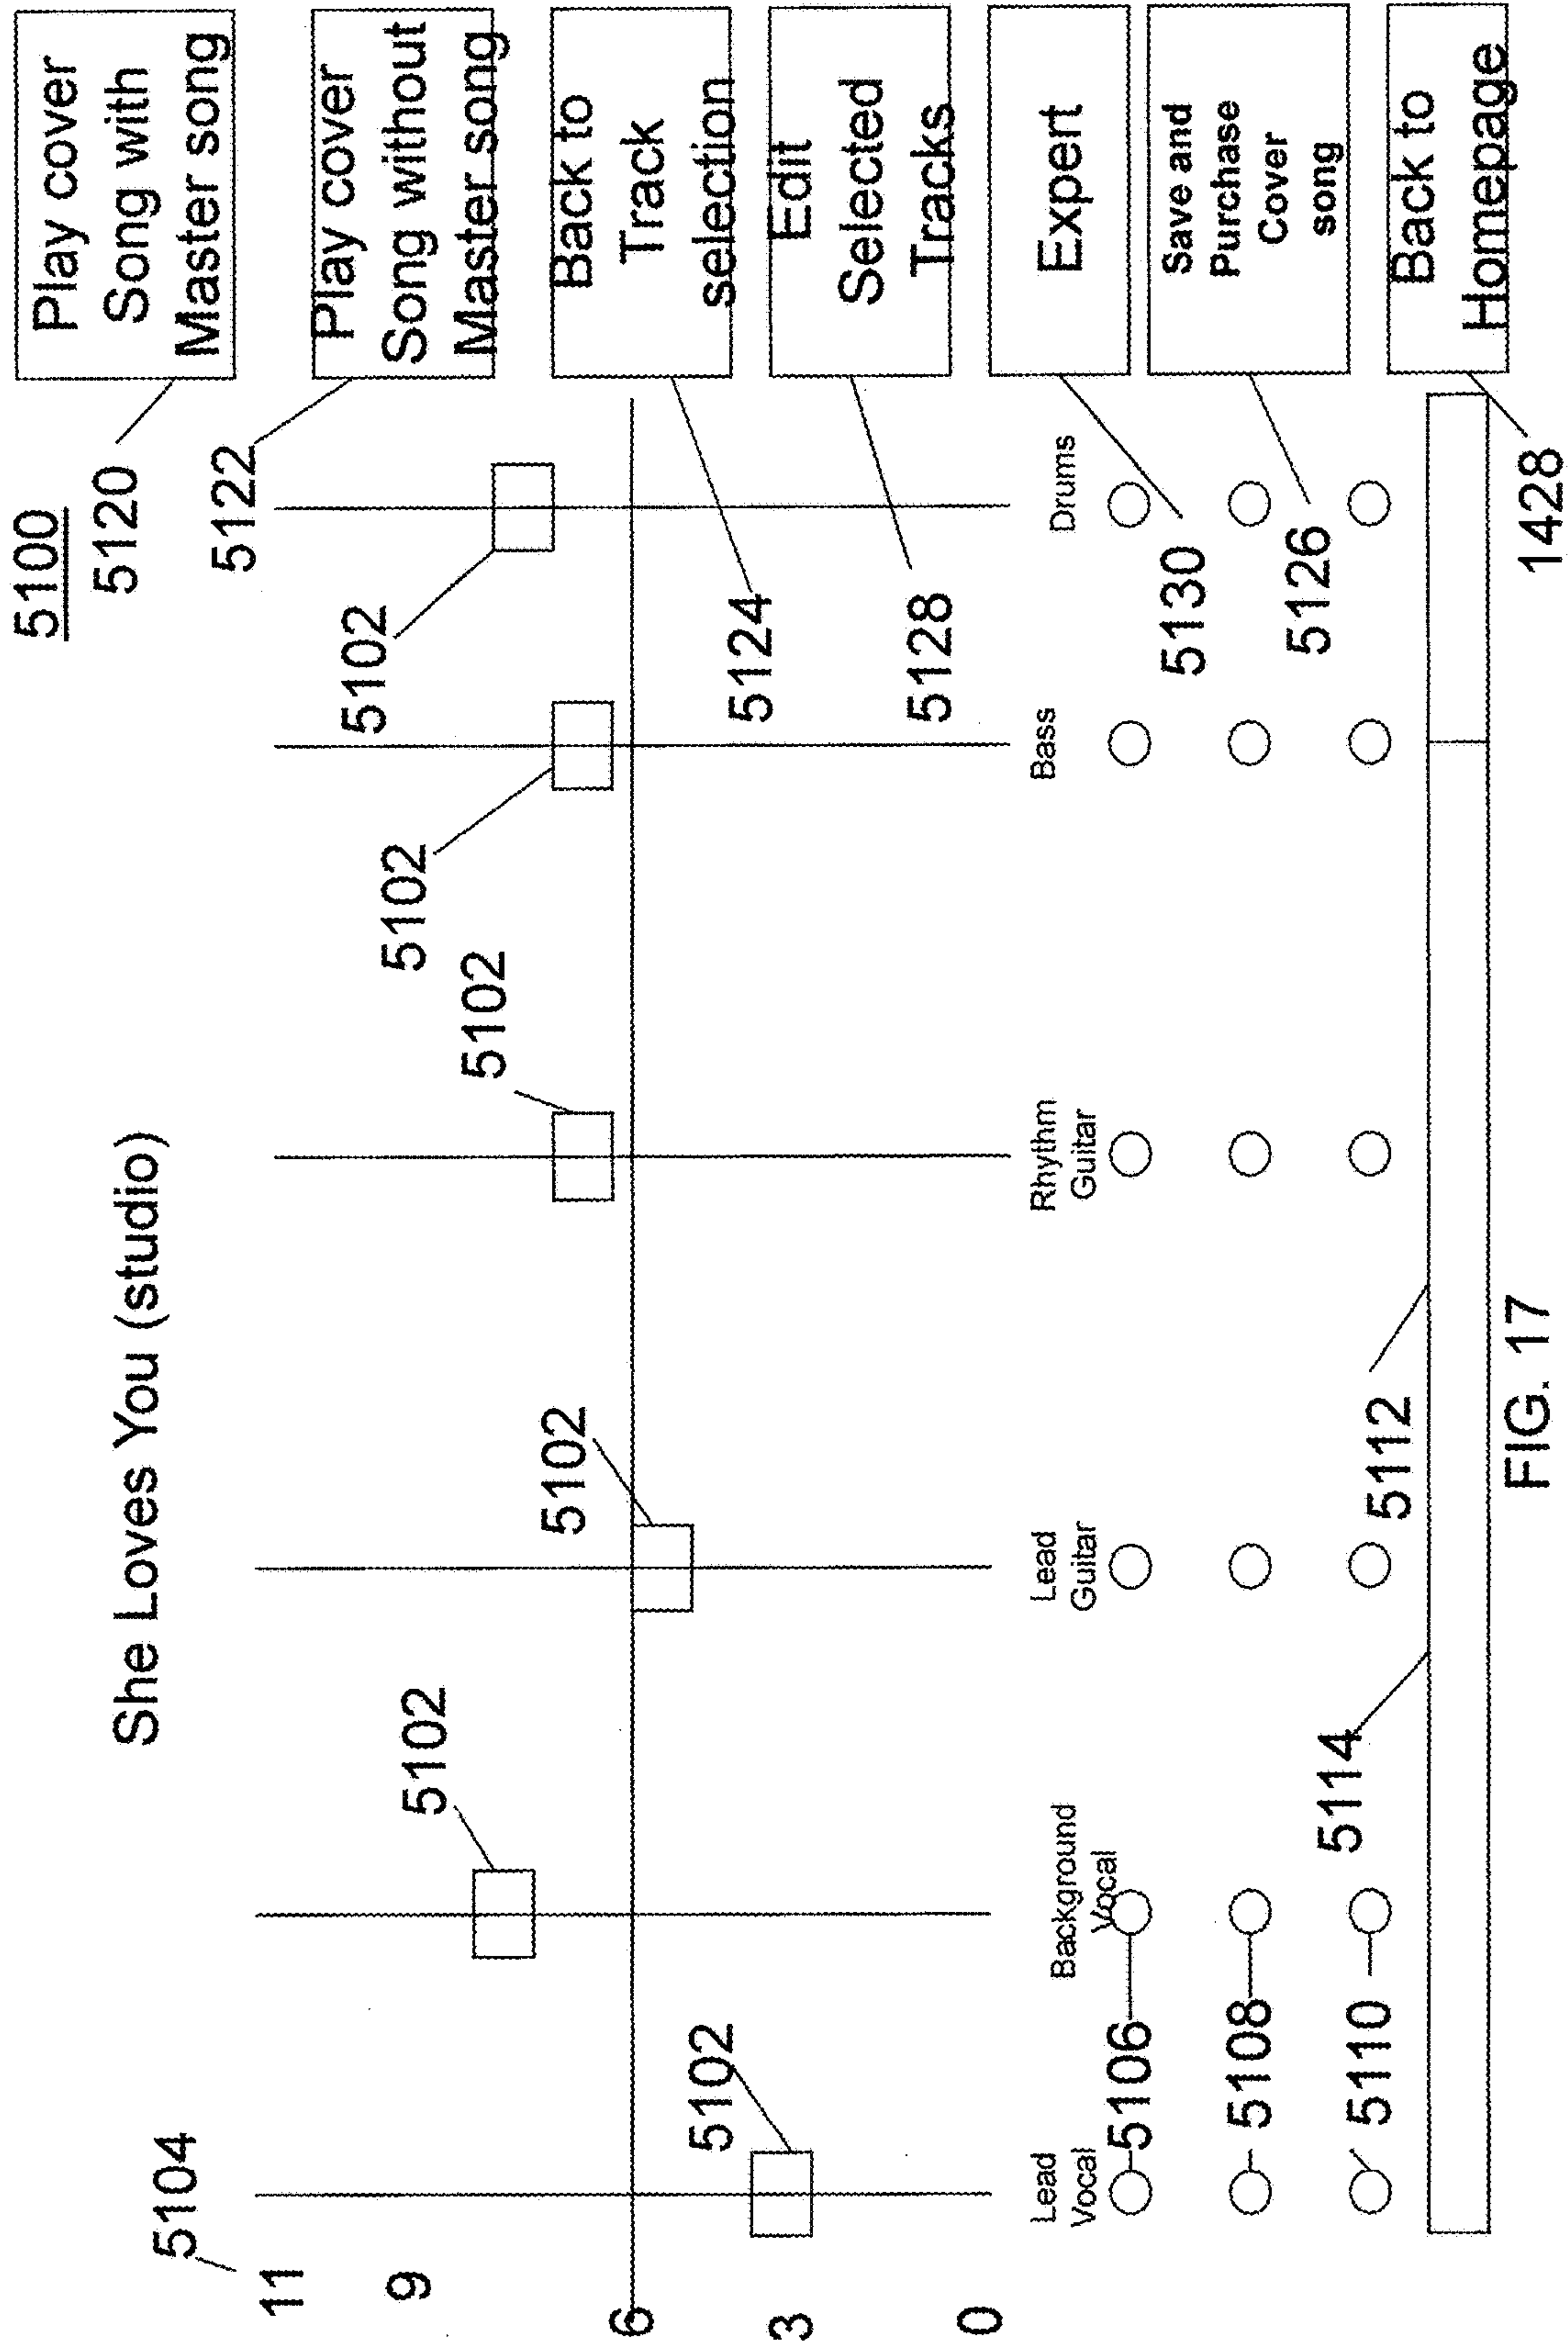 5100
She Loves You (studio)
5120
Play cover
Song with
Master song
5104
11
9
6
3
0
5122
Play cover
Song without
Master song
5102
5102
5102
5102
5102
5102
5124
Back to
Track
selection
5128
Edit
Selected
Tracks
Expert
5130
Lead
Vocal
Background
Vocal
Lead
Guitar
Rhythm
Guitar
Bass
Drums
5106
5108
5110
Save and
Purchase
Cover
song
5126
5114
5112
Back to
Homepage
1428
FIG. 17